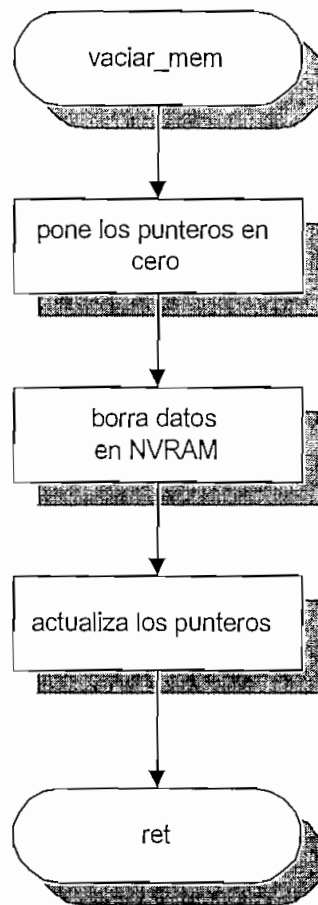 vaciar_mem
pone los punteros en
cero
borra datos
en NVRAM
actualiza los punteros
ret